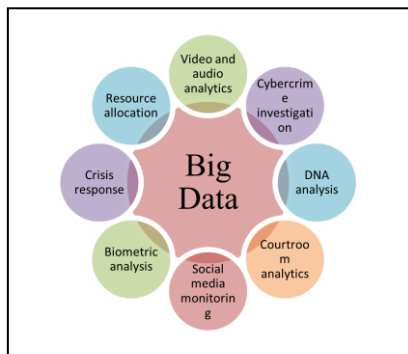 Video and
audio
analytics
Cybercrim
e
investigati
on
DNA
analysis
Courtroo
m
analytics
Social
media
monitorin
g
Biometric
analysis
Crisis
response
Resource
allocation
Big
Data